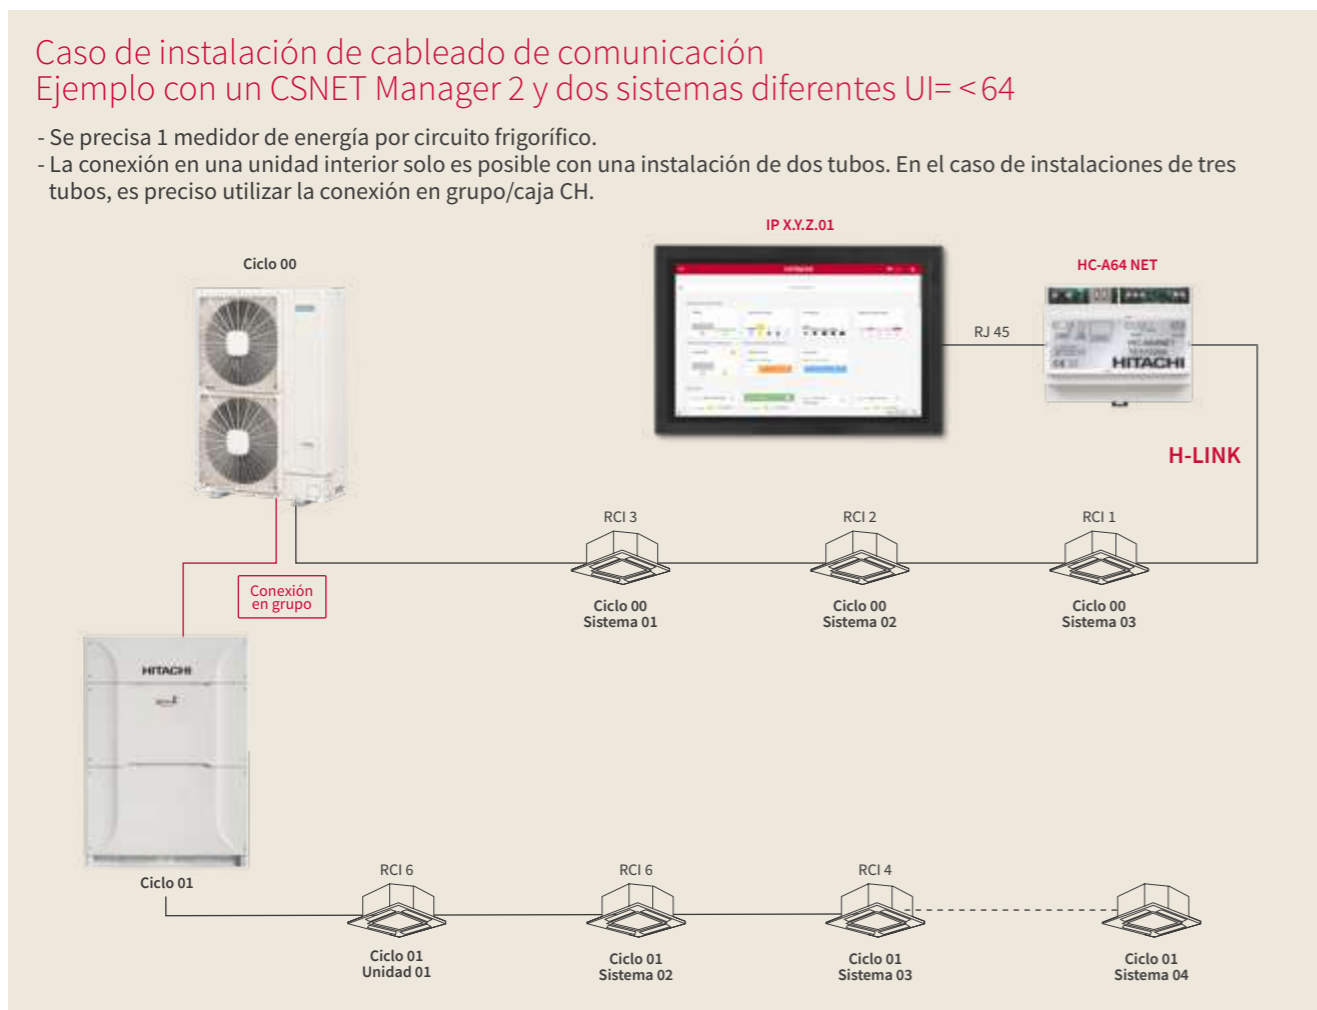 Caso de instalación de cableado de comunicación
Ejemplo con un CSNET Manager 2 y dos sistemas diferentes UI= <64
- Se precisa 1 medidor de energía por circuito frigorífico.
- La conexión en una unidad interior solo es posible con una instalación de dos tubos. En el caso de instalaciones de tres
tubos, es preciso utilizar la conexión en grupo/caja CH.
IP X.Y.Z.01
Ciclo 00
HC-A64 NET
HITACHI
RJ 45
HITACHI
H-LINK
RCI 3
RCI 2
RCI 1
Conexión
en grupo
Ciclo 00
Sistema 01
Ciclo 00
Sistema 02
Ciclo 00
Sistema 03
HITACHI
Ciclo 01
RCI 6
RCI 6
RCI 4
Ciclo 01
Unidad 01
Ciclo 01
Sistema 02
Ciclo 01
Sistema 03
Ciclo 01
Sistema 04